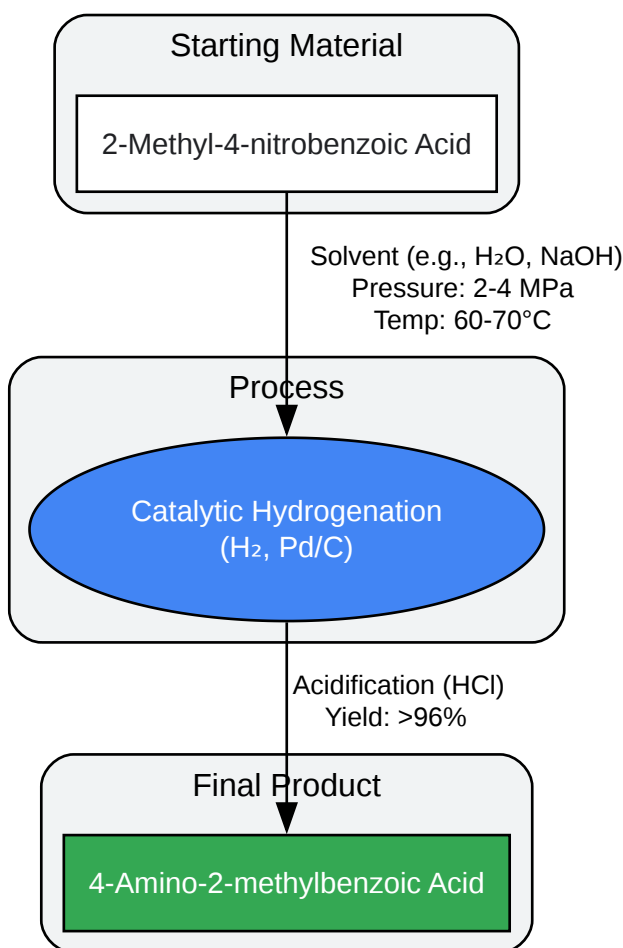 Starting Material
2-Methyl-4-nitrobenzoic Acid
Solvent (e.g., H₂O, NaOH)
Pressure: 2-4 MPa
Temp: 60-70°C
Process
Catalytic Hydrogenation
(H₂, Pd/C)
Acidification (HCl)
Yield: >96%
Final Product
4-Amino-2-methylbenzoic Acid